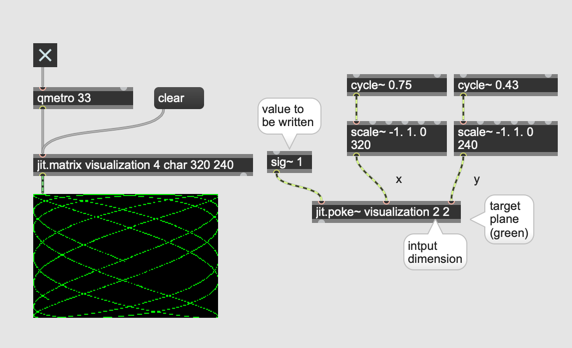 qmetro 33
clear
jit.matrix visualization 4 char 320 240
value to
be written
sig~ 1
cycle~ 0.75
cycle~ 0.43
scale~ -1. 1. 0
320
scale~ -1. 1. 0
240
x
y
jit.poke~ visualization 2 2
target
plane
(green)
intput
dimension